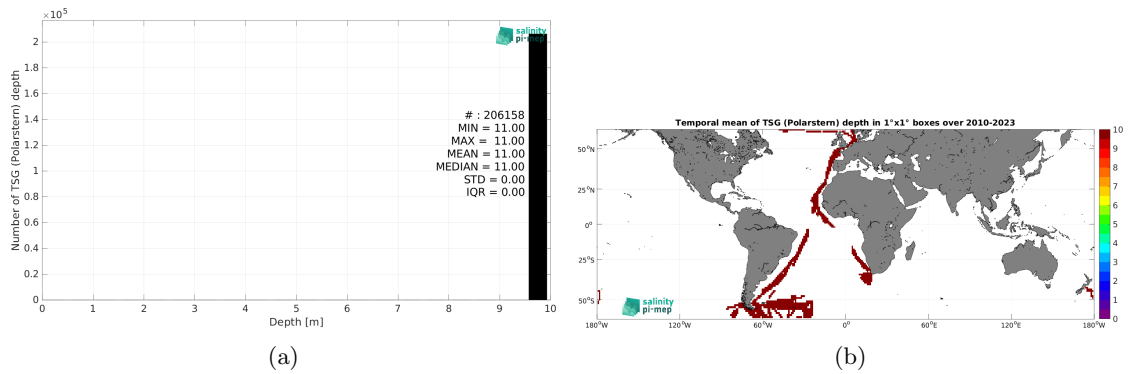 ×10⁵
2
1.8
1.6
1.4
1.2
1
0.8
0.6
0.4
0.2
0
Number of TSG (Polarstern) depth
salinity
pi-mep
# : 206158
MIN = 11.00
MAX = 11.00
MEAN = 11.00
MEDIAN = 11.00
STD = 0.00
IQR = 0.00
0 1 2 3 4 5 6 7 8 9 10
Depth [m]
(a)
Temporal mean of TSG (Polarstern) depth in 1°x1° boxes over 2010-2023
50°N
25°N
0°
25°S
50°S
180°W 120°W 60°W 0° 60°E 120°E 180°W
salinity
pi-mep
10
9
8
7
6
5
4
3
2
1
0
(b)